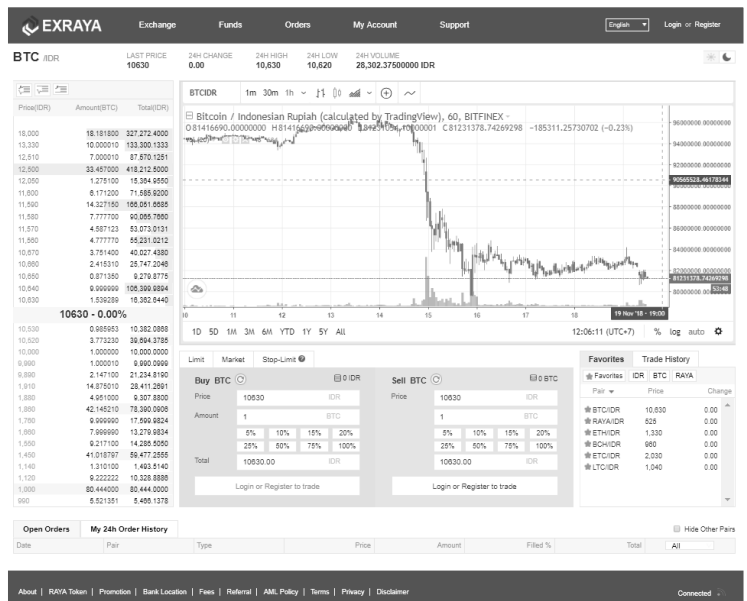 EXRAYA Exchange Funds Orders My Account Support English Login or Register
BTC /IDR
LAST PRICE 24H CHANGE 24H HIGH 24H LOW 24H VOLUME
10630 0.00 10,630 10,620 28,302.37500000 IDR
Price(IDR) Amount(BTC) Total(IDR)
18,000 18.181800 327,272.4000
13,330 10.000010 133,300.1333
12,510 7.000010 87,570.1251
12,500 33.457000 418,212.5000
12,050 1.275100 15,364.9550
11,600 6.171200 71,585.9200
11,590 14.327150 166,051.6685
11,580 7.777700 90,065.7660
11,570 4.587123 53,073.0131
11,560 4.777770 55,231.0212
10,670 3.751400 40,027.4380
10,660 2.415310 25,747.2046
10,650 0.871350 9,279.8775
10,640 9.999999 106,399.9894
10,630 1.539289 16,362.6440
10630 - 0.00%
10,530 0.985953 10,382.0868
10,520 3.773230 39,694.3785
10,000 1.000000 10,000.0000
9,990 1.000010 9,990.0999
9,890 2.147100 21,234.8190
1,910 14.875010 28,411.2691
1,880 4.951000 9,307.8800
1,860 42.145210 78,390.0906
1,760 9.999990 17,599.9824
1,660 7.999990 13,279.9834
1,550 9.217100 14,286.5050
1,450 41.018797 59,477.2555
1,140 1.310100 1,493.5140
1,120 9.222222 10,328.8886
1,000 80.444000 80,444.0000
990 5.521351 5,466.1378
BTCIDR 1m 30m 1h
Bitcoin / Indonesian Rupiah (calculated by TradingView), 60, BITFINEX
C81231378.74269298 -185311.25730702 (-0.23%)
96000000.00000000
94000000.00000000
92000000.00000000
90565528.46178344
90000000.00000000
88000000.00000000
86000000.00000000
84000000.00000000
82000000.00000000
81231378.74269298
53:48
80000000.00
10 11 12 13 14 15 16 17 18 19 Nov '18 - 19:00
1D 5D 1M 3M 6M YTD 1Y 5Y All 12:06:11 (UTC+7) % log auto
Limit Market Stop-Limit
Buy BTC 0 IDR
Price 10630 IDR
Amount 1 BTC
5% 10% 15% 20%
25% 50% 75% 100%
Total 10630.00 IDR
Login or Register to trade
Sell BTC 0 BTC
Price 10630 IDR
1 BTC
5% 10% 15% 20%
25% 50% 75% 100%
10630.00 IDR
Login or Register to trade
Favorites Trade History
Favorites IDR BTC RAYA
Pair Price Change
BTC/IDR 10,630 0.00
RAYA/IDR 525 0.00
ETH/IDR 1,330 0.00
BCH/IDR 960 0.00
ETC/IDR 2,030 0.00
LTC/IDR 1,040 0.00
Open Orders My 24h Order History Hide Other Pairs
Date Pair Type Price Amount Filled % Total All
About | RAYA Token | Promotion | Bank Location | Fees | Referral | AML Policy | Terms | Privacy | Disclaimer Connected